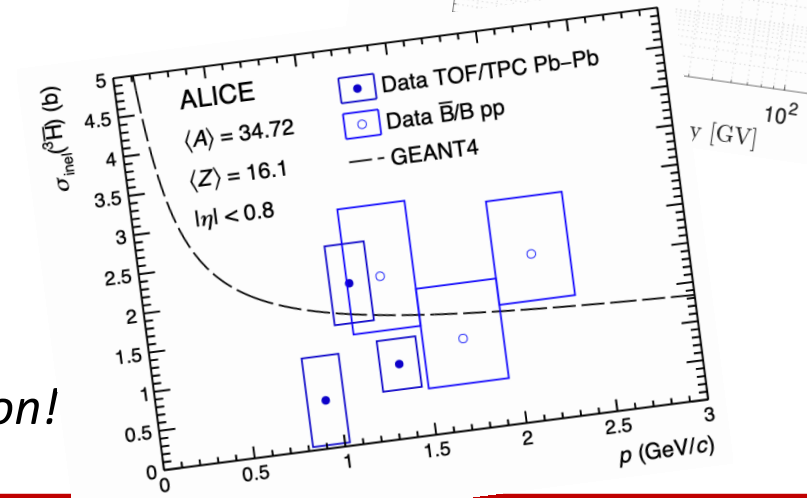 σinel(³H̅) (b)
5
4.5
4
3.5
3
2.5
2
1.5
1
0.5
0
ALICE
⟨A⟩ = 34.72
⟨Z⟩ = 16.1
|η| < 0.8
Data TOF/TPC Pb–Pb
Data B̅/B pp
GEANT4
0
0.5
1
1.5
2
2.5
3
p (GeV/c)
10²
y [GV]
on!